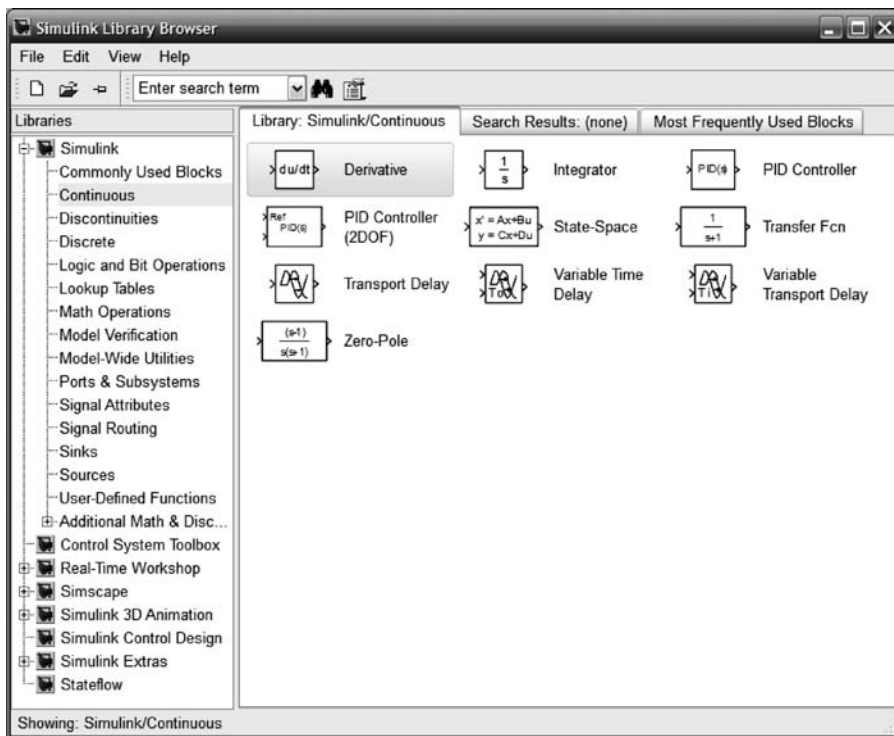 Simulink Library Browser
File Edit View Help
Enter search term
Libraries
Library: Simulink/Continuous
Search Results: (none)
Most Frequently Used Blocks
Simulink
Commonly Used Blocks
Continuous
Discontinuities
Discrete
Logic and Bit Operations
Lookup Tables
Math Operations
Model Verification
Model-Wide Utilities
Ports & Subsystems
Signal Attributes
Signal Routing
Sinks
Sources
User-Defined Functions
Additional Math & Disc...
Control System Toolbox
Real-Time Workshop
Simscape
Simulink 3D Animation
Simulink Control Design
Simulink Extras
Stateflow
du/dt
Derivative
1
s
Integrator
PID(s)
PID Controller
Ref
PID(s)
PID Controller
(2DOF)
x' = Ax+Bu
y = Cx+Du
State-Space
1
s+1
Transfer Fcn
Transport Delay
To
Variable Time
Delay
Ti
Variable
Transport Delay
(s-1)
s(s+1)
Zero-Pole
Showing: Simulink/Continuous